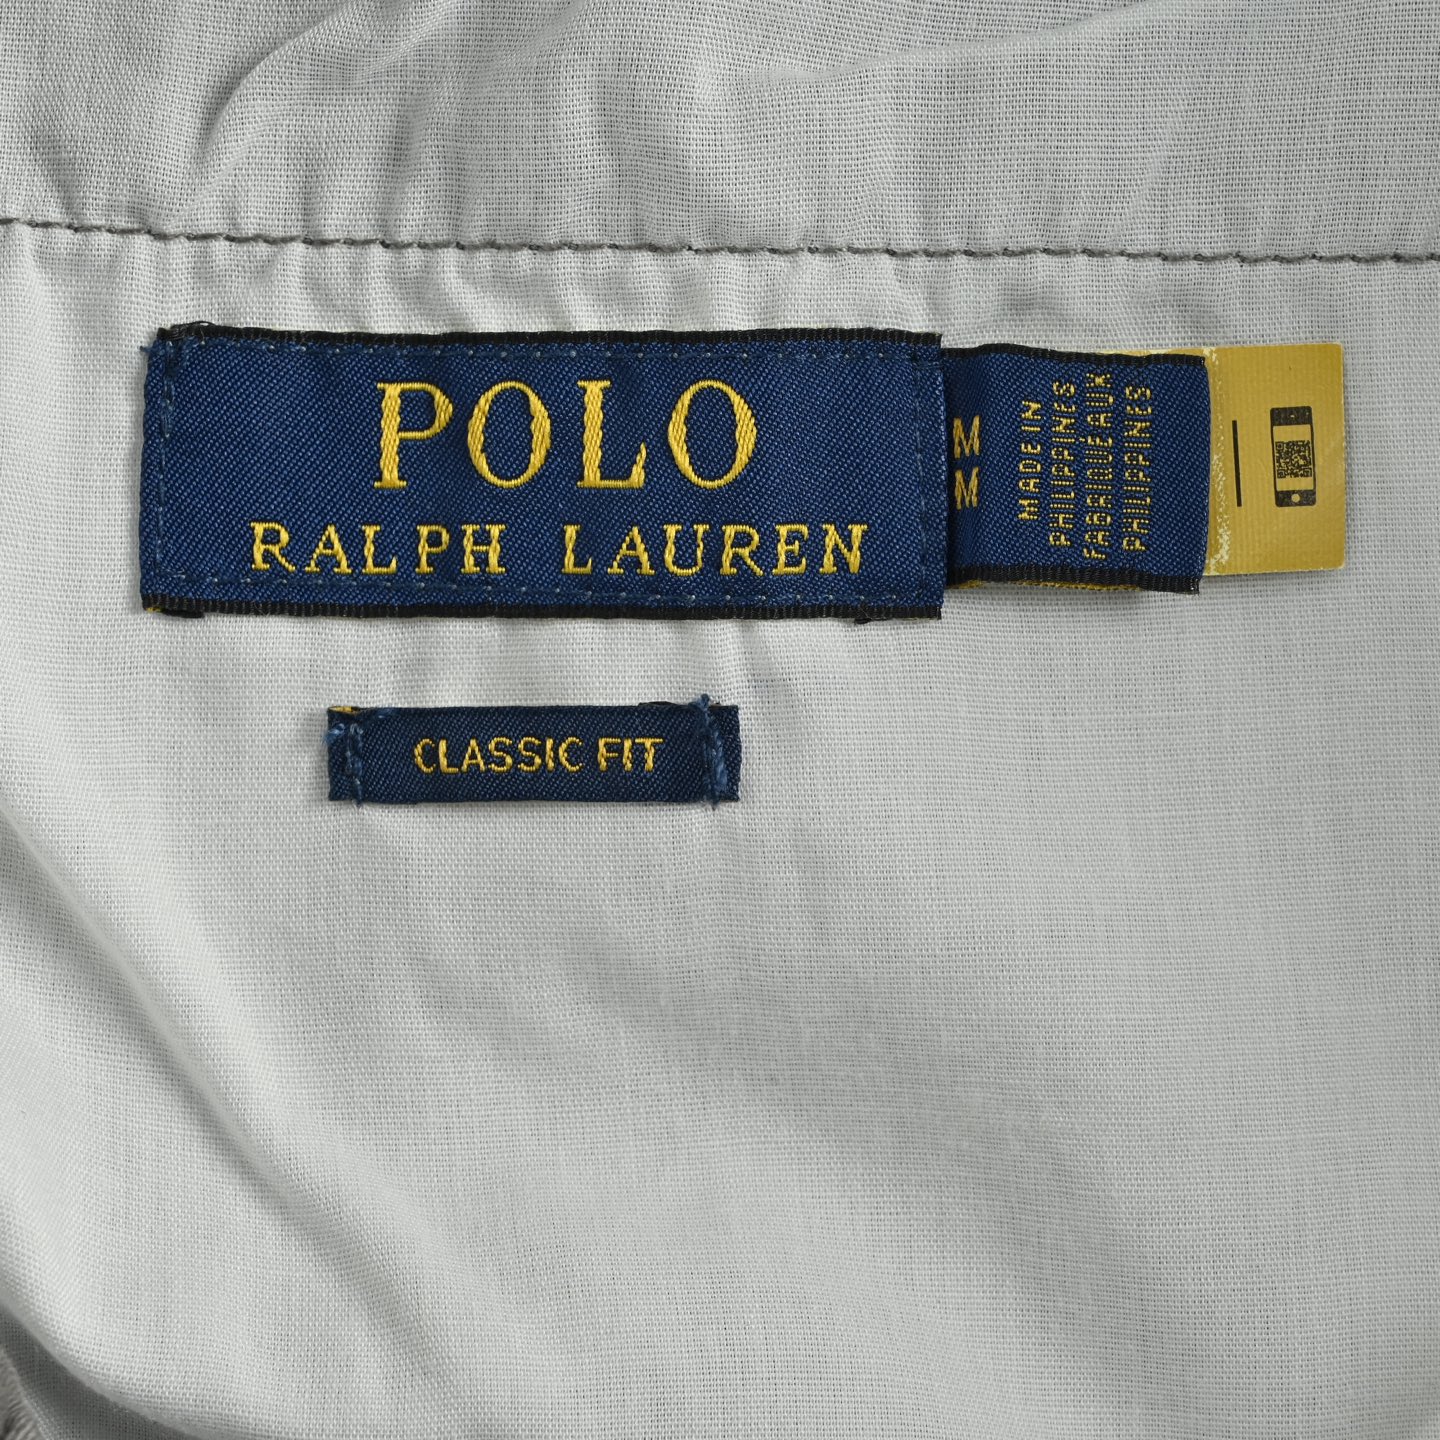 POLO
RALPH LAUREN
M
M
MADE IN
PHILIPPINES
FABRIQUÉ AUX
PHILIPPINES
CLASSIC FIT